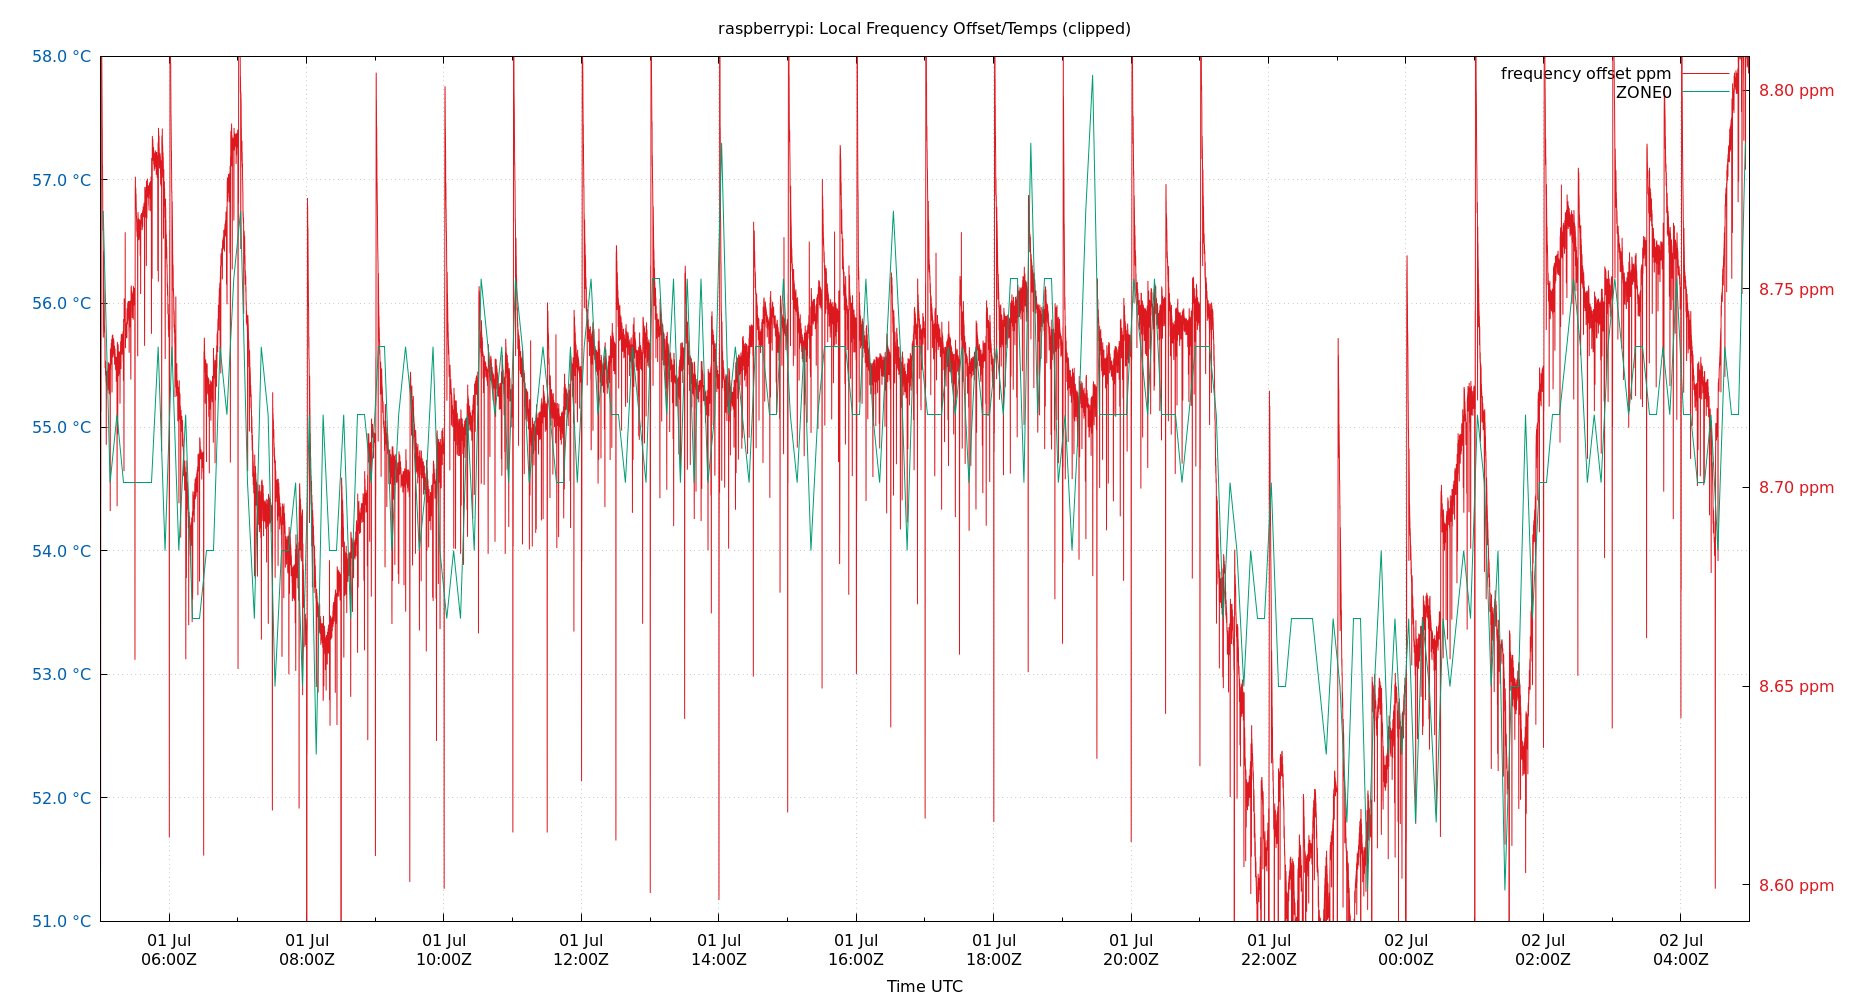 raspberrypi: Local Frequency Offset/Temps (clipped)
58.0 °C
57.0 °C
56.0 °C
55.0 °C
54.0 °C
53.0 °C
52.0 °C
51.0 °C
frequency offset ppm
ZONE0
8.80 ppm
8.75 ppm
8.70 ppm
8.65 ppm
8.60 ppm
01 Jul 01 Jul 01 Jul 01 Jul 01 Jul 01 Jul 01 Jul 01 Jul 01 Jul 02 Jul 02 Jul 02 Jul
06:00Z 08:00Z 10:00Z 12:00Z 14:00Z 16:00Z 18:00Z 20:00Z 22:00Z 00:00Z 02:00Z 04:00Z
Time UTC